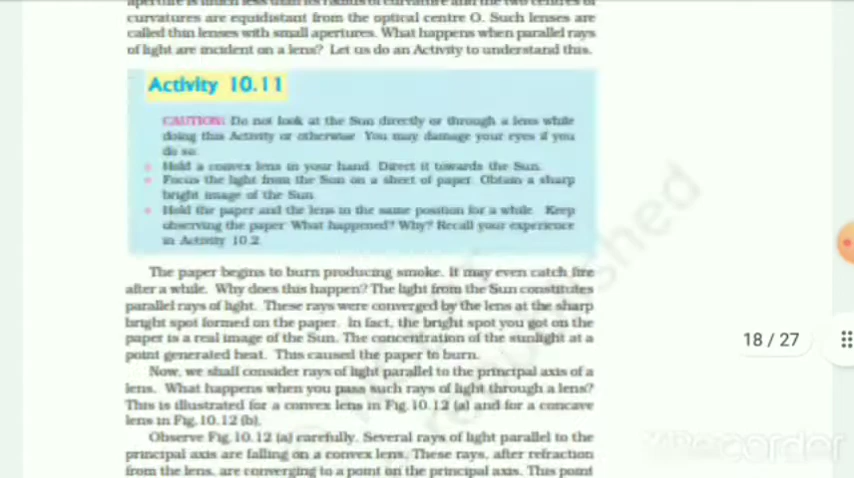 aperture is much less than its radius of curvature and the two centres of
curvatures are equidistant from the optical centre O. Such lenses are
called thin lenses with small apertures. What happens when parallel rays
of light are incident on a lens? Let us do an Activity to understand this.
Activity 10.11
CAUTION: Do not look at the Sun directly or through a lens while
doing this Activity or otherwise. You may damage your eyes if you
do so.
Hold a convex lens in your hand. Direct it towards the Sun.
Focus the light from the Sun on a sheet of paper. Obtain a sharp
bright image of the Sun.
Hold the paper and the lens in the same position for a while. Keep
observing the paper. What happened? Why? Recall your experience
in Activity 10.2.
The paper begins to burn producing smoke. It may even catch fire
after a while. Why does this happen? The light from the Sun constitutes
parallel rays of light. These rays were converged by the lens at the sharp
bright spot formed on the paper. In fact, the bright spot you got on the
paper is a real image of the Sun. The concentration of the sunlight at a
point generated heat. This caused the paper to burn.
Now, we shall consider rays of light parallel to the principal axis of a
lens. What happens when you pass such rays of light through a lens?
This is illustrated for a convex lens in Fig.10.12 (a) and for a concave
lens in Fig.10.12 (b).
Observe Fig.10.12 (a) carefully. Several rays of light parallel to the
principal axis are falling on a convex lens. These rays, after refraction
from the lens, are converging to a point on the principal axis. This point
18 / 27